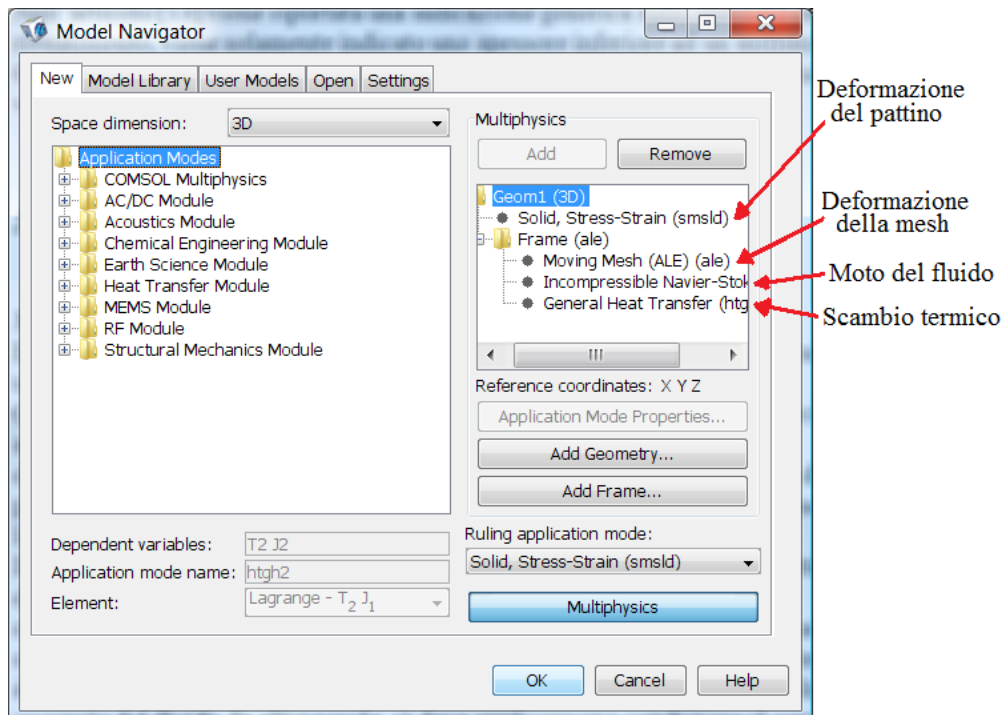 Model Navigator
New
Model Library
User Models
Open
Settings
Space dimension:
3D
Application Modes
COMSOL Multiphysics
AC/DC Module
Acoustics Module
Chemical Engineering Module
Earth Science Module
Heat Transfer Module
MEMS Module
RF Module
Structural Mechanics Module
Dependent variables:
T2 J2
Application mode name:
htgh2
Element:
Lagrange - T2 J1
Multiphysics
Add
Remove
Geom1 (3D)
Solid, Stress-Strain (smsld)
Frame (ale)
Moving Mesh (ALE) (ale)
Incompressible Navier-Stok
General Heat Transfer (htg
Reference coordinates: X Y Z
Application Mode Properties...
Add Geometry...
Add Frame...
Ruling application mode:
Solid, Stress-Strain (smsld)
Multiphysics
OK
Cancel
Help
Deformazione
del pattino
Deformazione
della mesh
Moto del fluido
Scambio termico